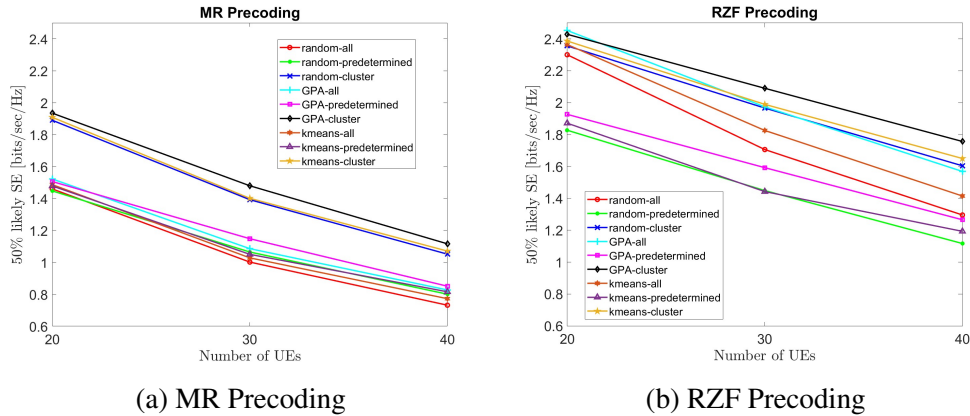 MR Precoding
50% likely SE [bits/sec/Hz]
2.4
2.2
2
1.8
1.6
1.4
1.2
1
0.8
0.6
random-all
random-predetermined
random-cluster
GPA-all
GPA-predetermined
GPA-cluster
kmeans-all
kmeans-predetermined
kmeans-cluster
20
30
40
Number of UEs
(a) MR Precoding
RZF Precoding
50% likely SE [bits/sec/Hz]
2.4
2.2
2
1.8
1.6
1.4
1.2
1
0.8
0.6
random-all
random-predetermined
random-cluster
GPA-all
GPA-predetermined
GPA-cluster
kmeans-all
kmeans-predetermined
kmeans-cluster
20
30
40
Number of UEs
(b) RZF Precoding